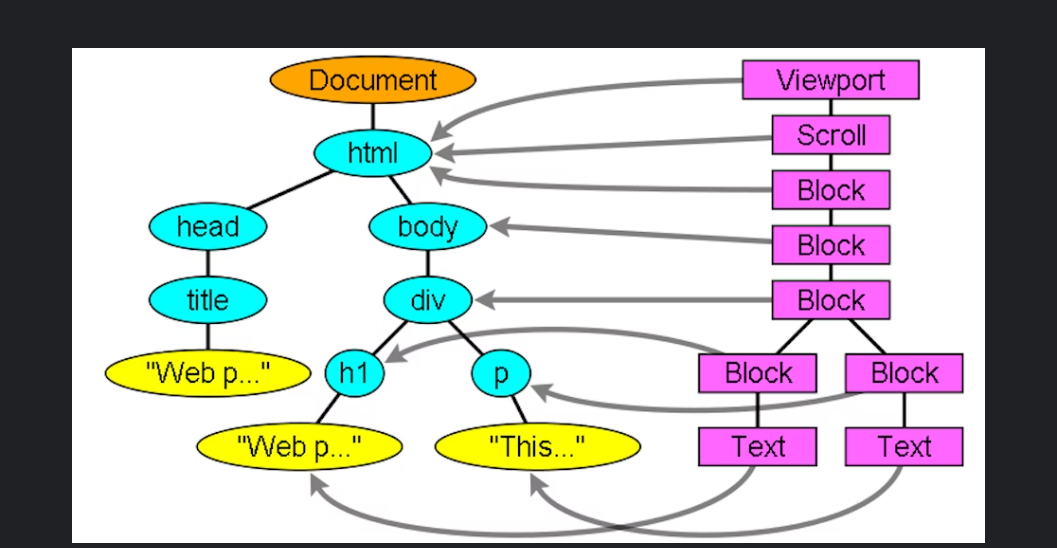 Document
Viewport
Scroll
html
Block
head
body
Block
title
div
Block
"Web p..."
h1
p
Block
Block
"Web p..."
"This..."
Text
Text